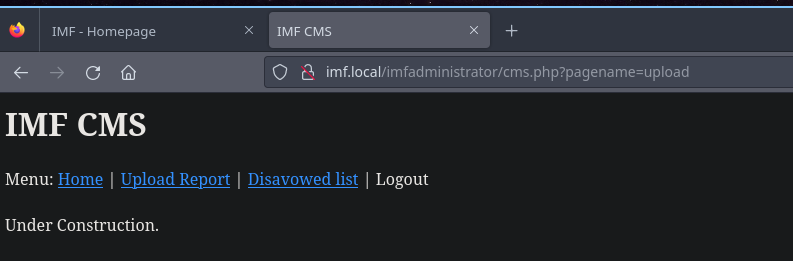 IMF - Homepage
IMF CMS
imf.local/imfadministrator/cms.php?pagename=upload
IMF CMS
Menu: Home | Upload Report | Disavowed list | Logout
Under Construction.